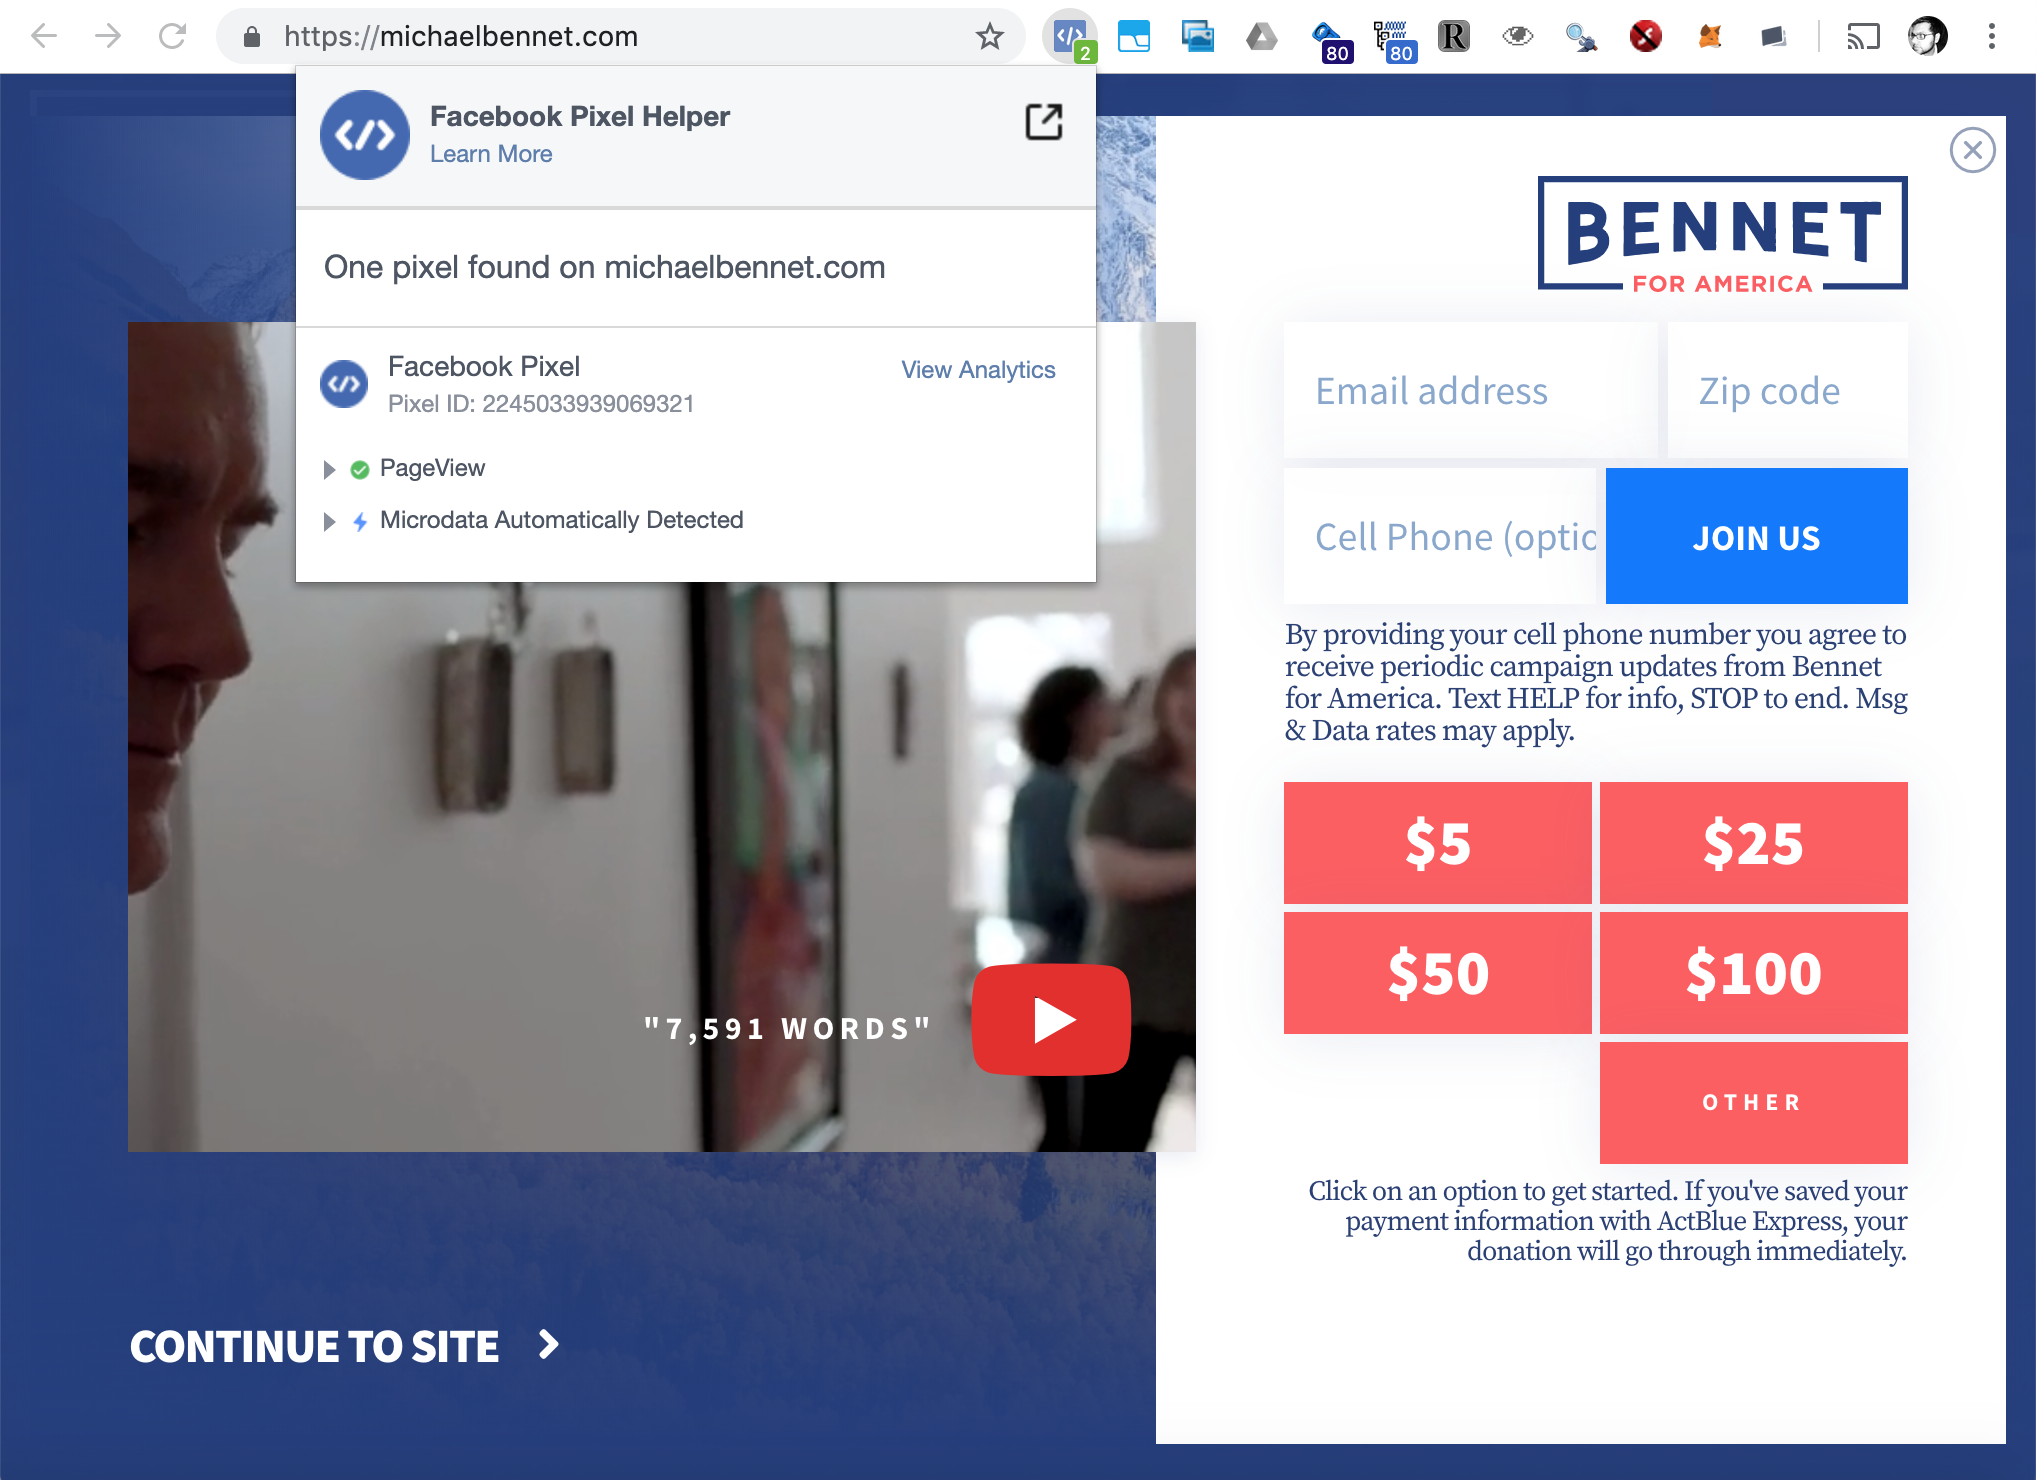 https://michaelbennet.com
2
80
80
R
Facebook Pixel Helper
Learn More
One pixel found on michaelbennet.com
Facebook Pixel
View Analytics
Pixel ID: 2245033939069321
PageView
Microdata Automatically Detected
"7,591 WORDS"
CONTINUE TO SITE
BENNET
FOR AMERICA
Email address
Zip code
Cell Phone (optio
JOIN US
By providing your cell phone number you agree to
receive periodic campaign updates from Bennet
for America. Text HELP for info, STOP to end. Msg
& Data rates may apply.
$5
$25
$50
$100
OTHER
Click on an option to get started. If you've saved your
payment information with ActBlue Express, your
donation will go through immediately.